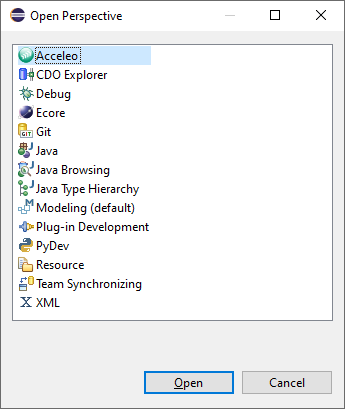 Open Perspective
Acceleo
CDO Explorer
Debug
Ecore
Git
Java
Java Browsing
Java Type Hierarchy
Modeling (default)
Plug-in Development
PyDev
Resource
Team Synchronizing
XML
Open
Cancel